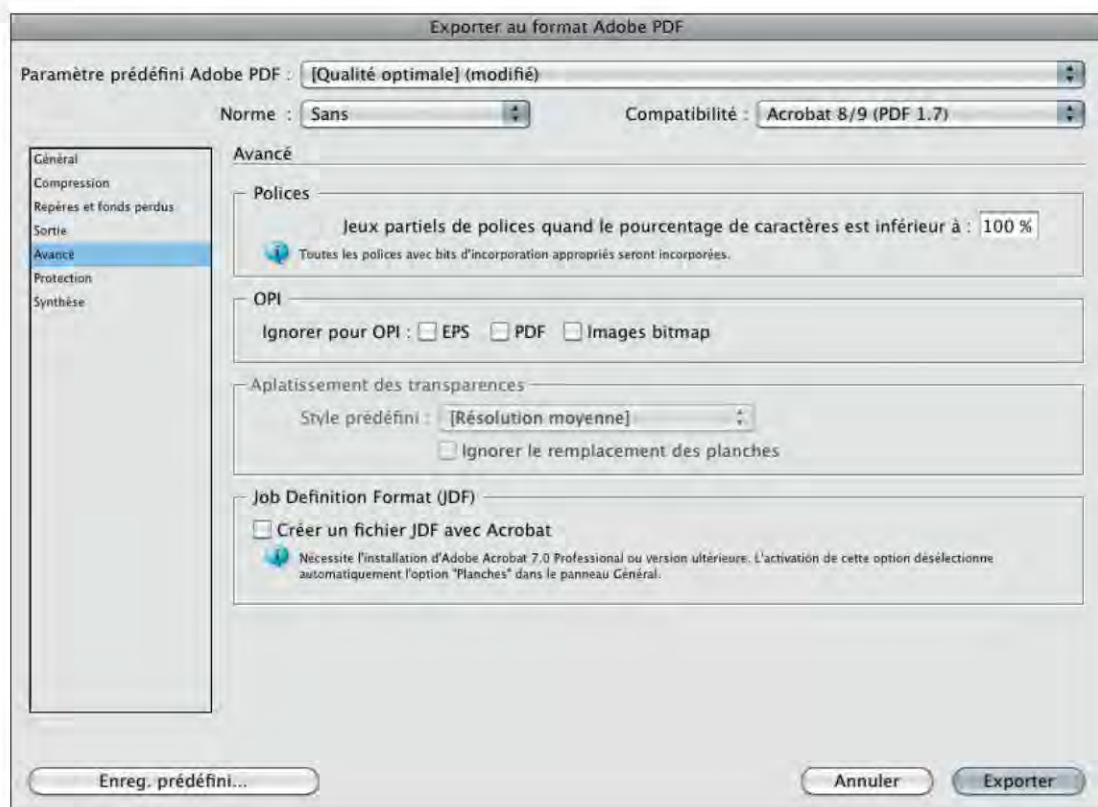 Exporter au format Adobe PDF
Paramètre prédéfini Adobe PDF : [Qualité optimale] (modifié)
Norme : Sans Compatibilité : Acrobat 8/9 (PDF 1.7)
Général
Compression
Repères et fonds perdus
Sortie
Avancé
Protection
Synthèse
Avancé
Polices
Jeux partiels de polices quand le pourcentage de caractères est inférieur à : 100 %
Toutes les polices avec bits d'incorporation appropriés seront incorporées.
OPI
Ignorer pour OPI : EPS PDF Images bitmap
Aplatissement des transparences
Style prédéfini : [Résolution moyenne]
Ignorer le remplacement des planches
Job Definition Format (JDF)
Créer un fichier JDF avec Acrobat
Nécessite l'installation d'Adobe Acrobat 7.0 Professional ou version ultérieure. L'activation de cette option désélectionne
automatiquement l'option "Planches" dans le panneau Général.
Enreg. prédéfini... Annuler Exporter